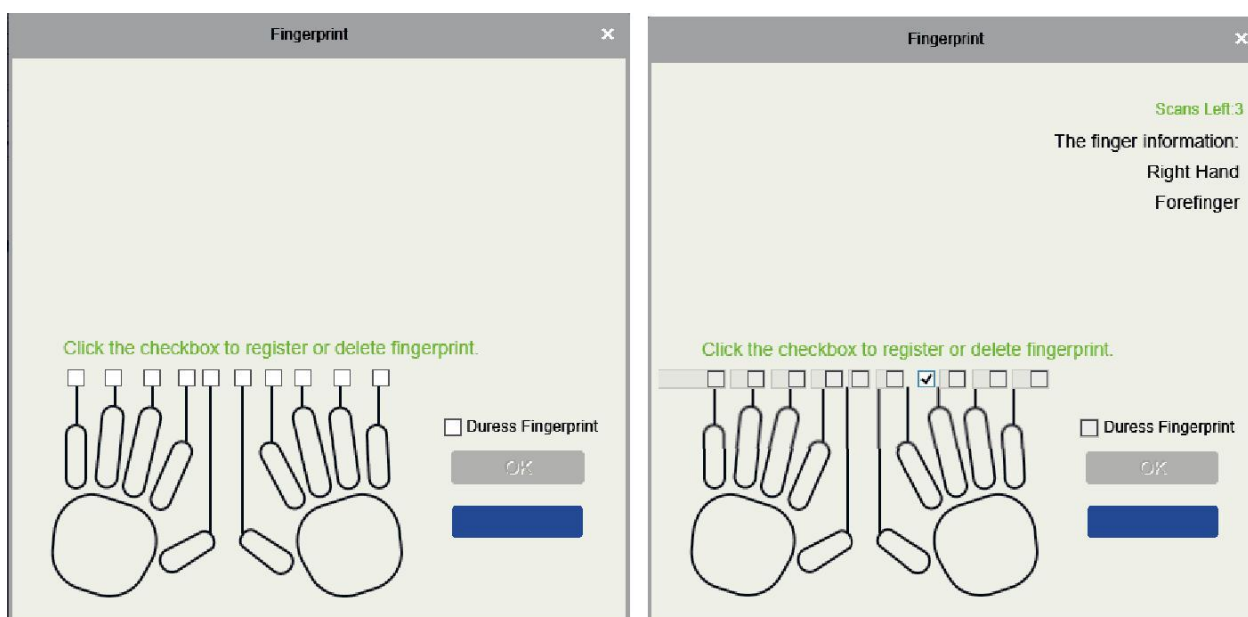 Fingerprint
×
Click the checkbox to register or delete fingerprint.
Duress Fingerprint
OK
Fingerprint
×
Scans Left:3
The finger information:
Right Hand
Forefinger
Click the checkbox to register or delete fingerprint.
Duress Fingerprint
OK